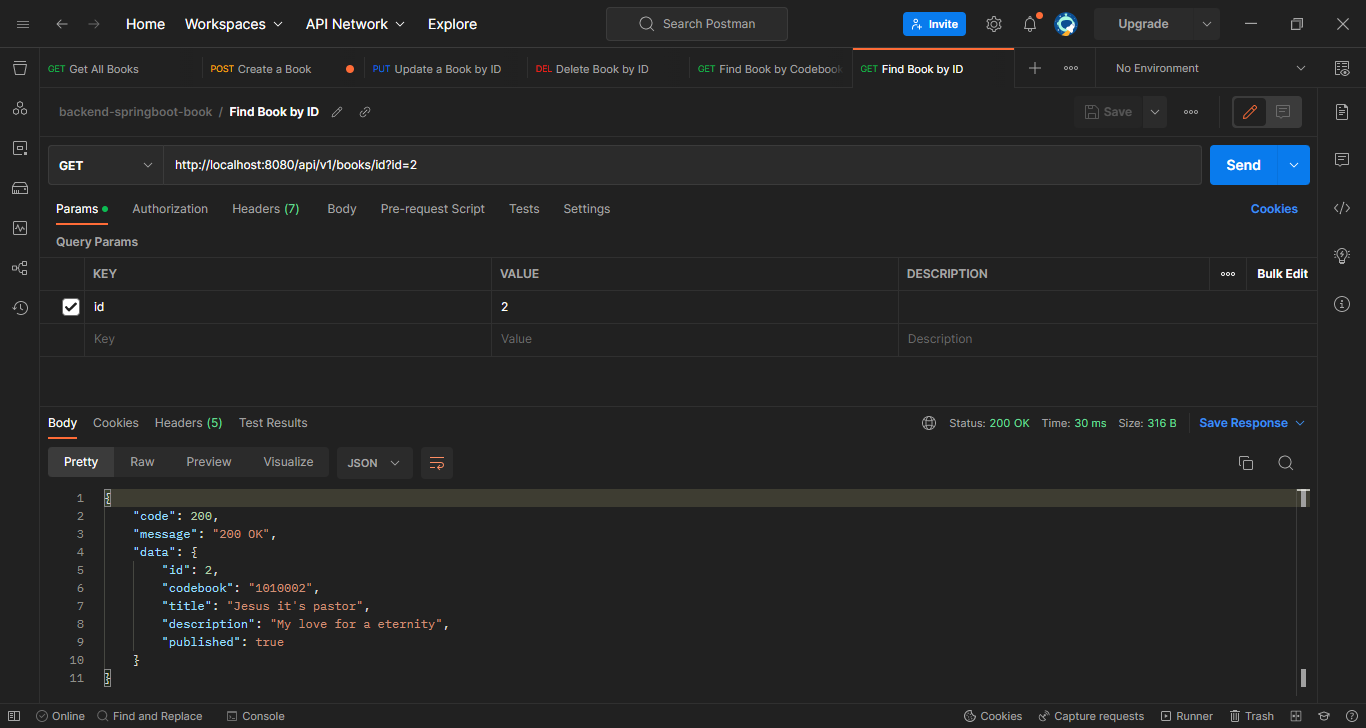 Home Workspaces API Network Explore Search Postman Invite Upgrade
GET Get All Books POST Create a Book PUT Update a Book by ID DEL Delete Book by ID GET Find Book by Codebook GET Find Book by ID No Environment
backend-springboot-book / Find Book by ID Save
GET http://localhost:8080/api/v1/books/id?id=2 Send
Params Authorization Headers (7) Body Pre-request Script Tests Settings Cookies
Query Params
KEY VALUE DESCRIPTION Bulk Edit
id 2
Key Value Description
Body Cookies Headers (5) Test Results Status: 200 OK Time: 30 ms Size: 316 B Save Response
Pretty Raw Preview Visualize JSON
1 {
2 "code": 200,
3 "message": "200 OK",
4 "data": {
5 "id": 2,
6 "codebook": "1010002",
7 "title": "Jesus it's pastor",
8 "description": "My love for a eternity",
9 "published": true
10 }
11 }
Online Find and Replace Console Cookies Capture requests Runner Trash